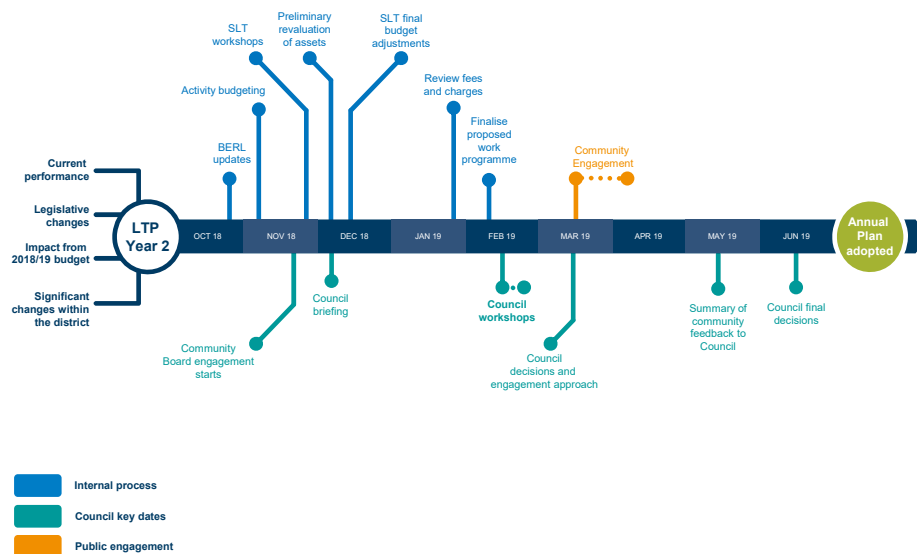 SLT
workshops
Preliminary
revaluation
of assets
SLT final
budget
adjustments
Activity budgeting
Review fees
and charges
BERL
updates
Finalise
proposed
work
programme
Community
Engagement
Current
performance
Legislative
changes
Impact from
2018/19 budget
Significant
changes within
the district
LTP
Year 2
OCT 18
NOV 18
DEC 18
JAN 19
FEB 19
MAR 19
APR 19
MAY 19
JUN 19
Annual
Plan
adopted
Community
Board engagement
starts
Council
briefing
Council
workshops
Council
decisions and
engagement approach
Summary of
community
feedback to
Council
Council final
decisions
Internal process
Council key dates
Public engagement